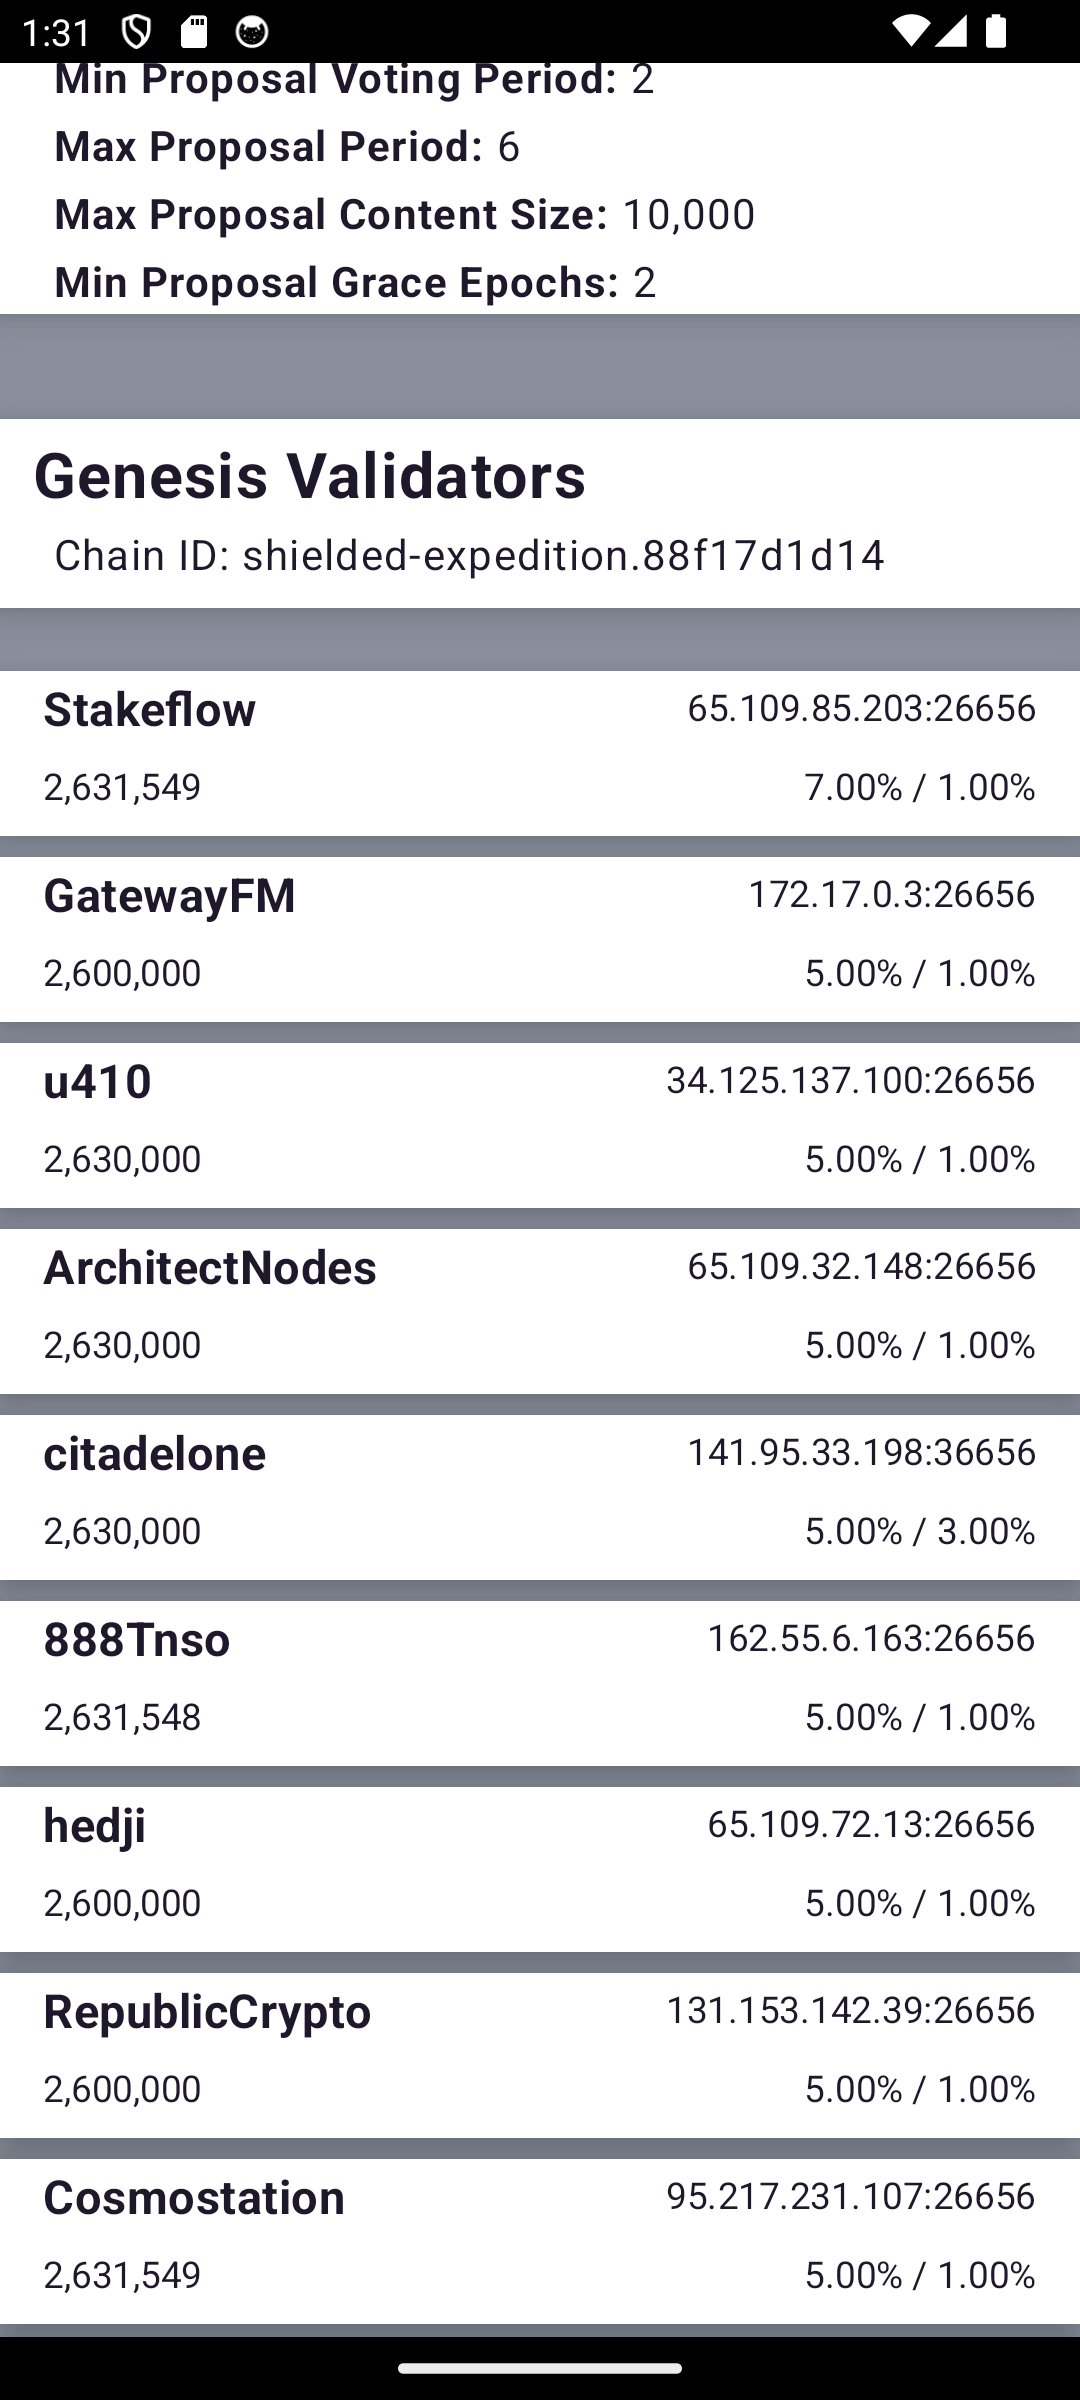 1:31
Min Proposal Voting Period: 2
Max Proposal Period: 6
Max Proposal Content Size: 10,000
Min Proposal Grace Epochs: 2
Genesis Validators
Chain ID: shielded-expedition.88f17d1d14
Stakeflow 65.109.85.203:26656
2,631,549 7.00% / 1.00%
GatewayFM 172.17.0.3:26656
2,600,000 5.00% / 1.00%
u410 34.125.137.100:26656
2,630,000 5.00% / 1.00%
ArchitectNodes 65.109.32.148:26656
2,630,000 5.00% / 1.00%
citadelone 141.95.33.198:36656
2,630,000 5.00% / 3.00%
888Tnso 162.55.6.163:26656
2,631,548 5.00% / 1.00%
hedji 65.109.72.13:26656
2,600,000 5.00% / 1.00%
RepublicCrypto 131.153.142.39:26656
2,600,000 5.00% / 1.00%
Cosmostation 95.217.231.107:26656
2,631,549 5.00% / 1.00%